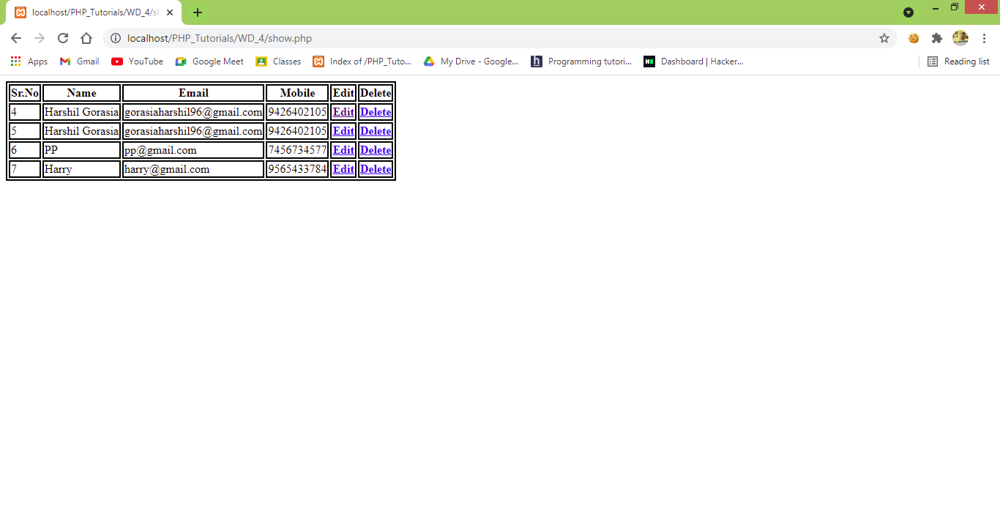 localhost/PHP_Tutorials/WD_4/sh
localhost/PHP_Tutorials/WD_4/show.php
Apps Gmail YouTube Google Meet Classes Index of /PHP_Tuto... My Drive - Google... Programming tutori... Dashboard | Hacker... Reading list
Sr.No Name Email Mobile Edit Delete
4 Harshil Gorasia gorasiaharshil96@gmail.com 9426402105 Edit Delete
5 Harshil Gorasia gorasiaharshil96@gmail.com 9426402105 Edit Delete
6 PP pp@gmail.com 7456734577 Edit Delete
7 Harry harry@gmail.com 9565433784 Edit Delete